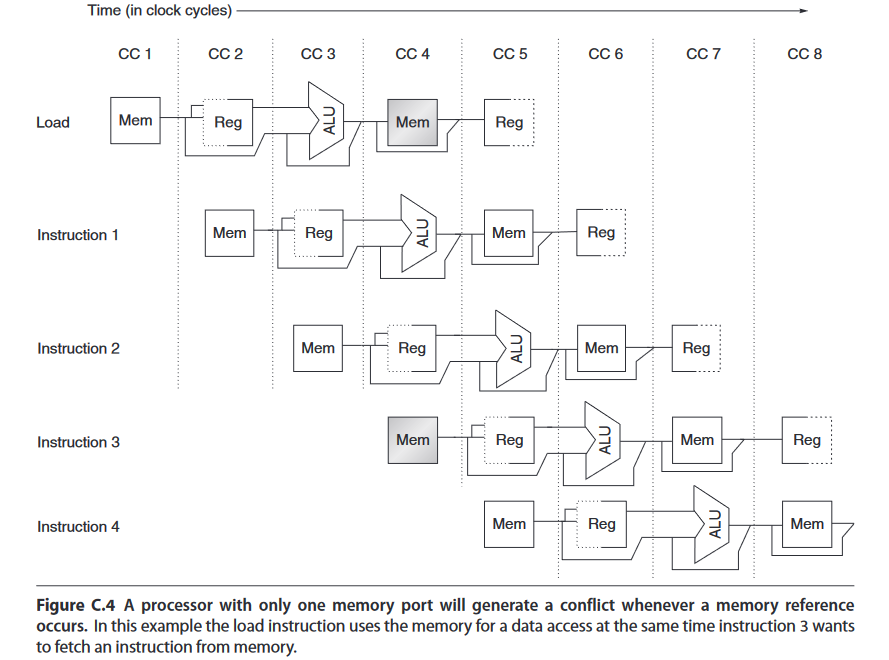 Time (in clock cycles)
CC 1 CC 2 CC 3 CC 4 CC 5 CC 6 CC 7 CC 8
Load Mem Reg ALU Mem Reg
Instruction 1 Mem Reg ALU Mem Reg
Instruction 2 Mem Reg ALU Mem Reg
Instruction 3 Mem Reg ALU Mem Reg
Instruction 4 Mem Reg ALU Mem
Figure C.4 A processor with only one memory port will generate a conflict whenever a memory reference
occurs. In this example the load instruction uses the memory for a data access at the same time instruction 3 wants
to fetch an instruction from memory.